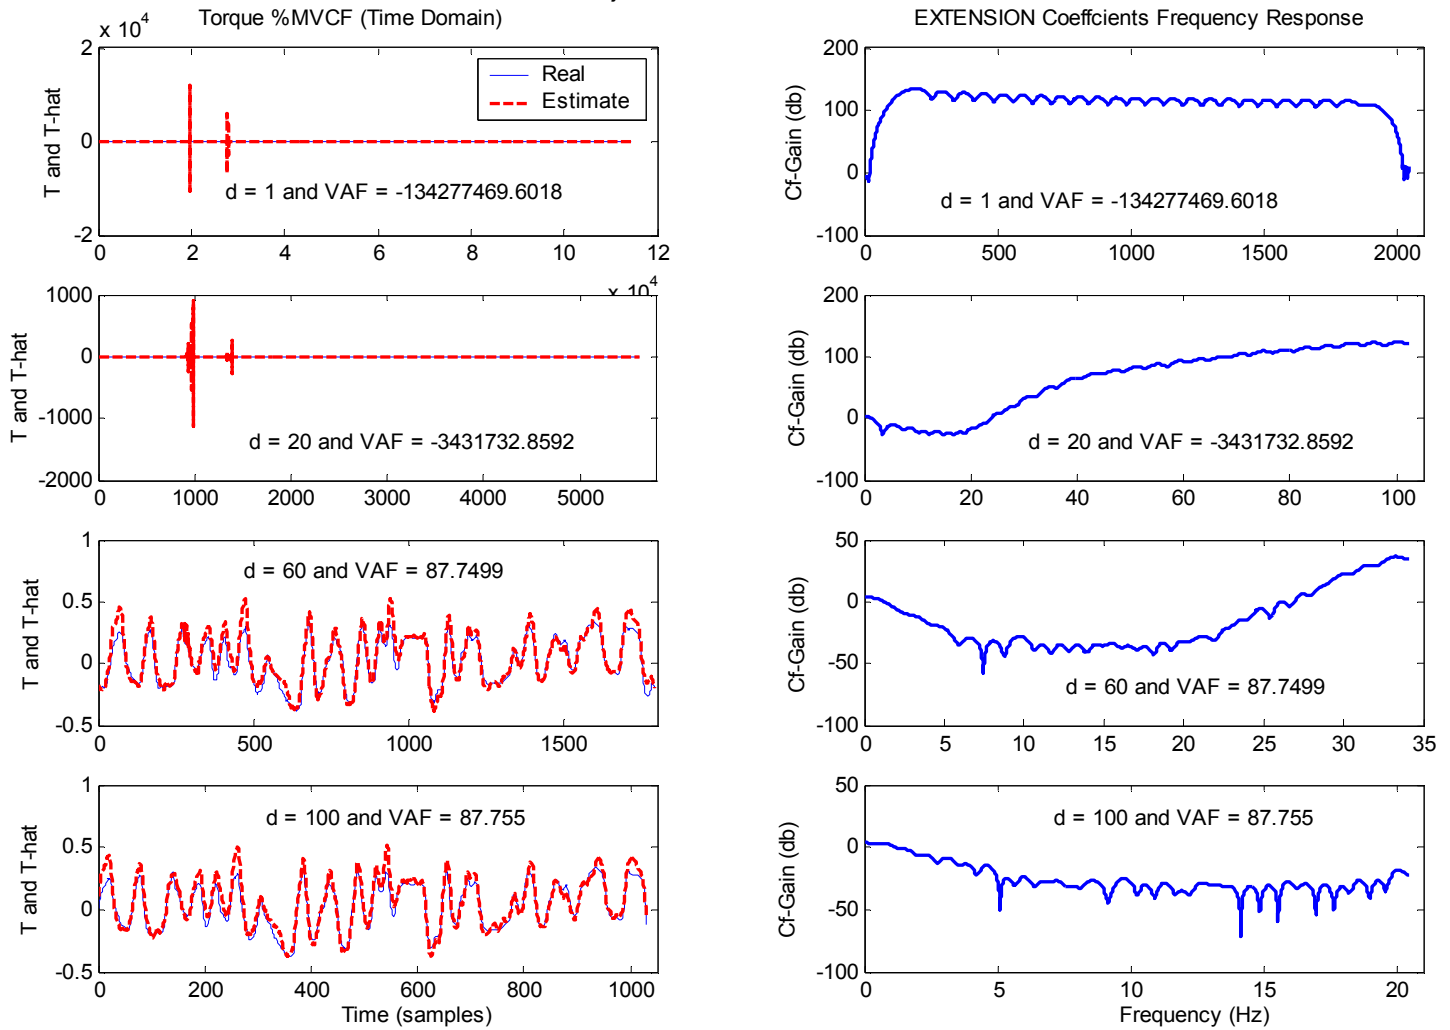 Torque %MVCF (Time Domain)
x 10^4
2
0
-2
T and T-hat
Real
Estimate
d = 1 and VAF = -134277469.6018
0 2 4 6 8 10 12
x 10^4
EXTENSION Coeffcients Frequency Response
200
100
0
-100
Cf-Gain (db)
d = 1 and VAF = -134277469.6018
0 500 1000 1500 2000
1000
0
-1000
-2000
T and T-hat
d = 20 and VAF = -3431732.8592
0 1000 2000 3000 4000 5000
200
100
0
-100
Cf-Gain (db)
d = 20 and VAF = -3431732.8592
0 20 40 60 80 100
1
0.5
0
-0.5
T and T-hat
d = 60 and VAF = 87.7499
0 500 1000 1500
50
0
-50
-100
Cf-Gain (db)
d = 60 and VAF = 87.7499
0 5 10 15 20 25 30 35
1
0.5
0
-0.5
T and T-hat
d = 100 and VAF = 87.755
0 200 400 600 800 1000
Time (samples)
50
0
-50
-100
Cf-Gain (db)
d = 100 and VAF = 87.755
0 5 10 15 20
Frequency (Hz)